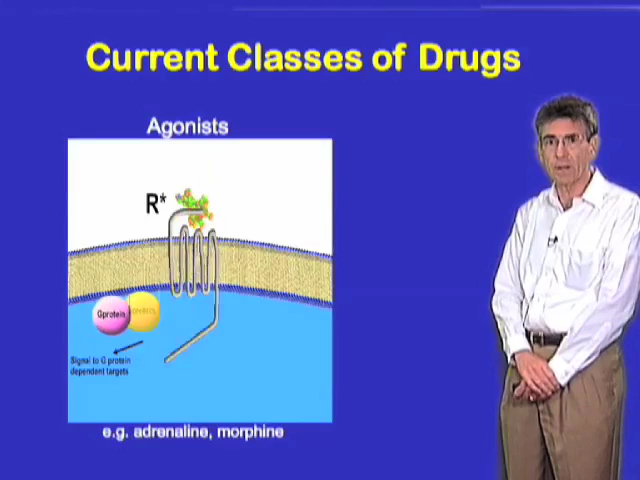 Current Classes of Drugs
Agonists
R*
Gprotein
Signal to G protein
dependent targets
e.g. adrenaline, morphine